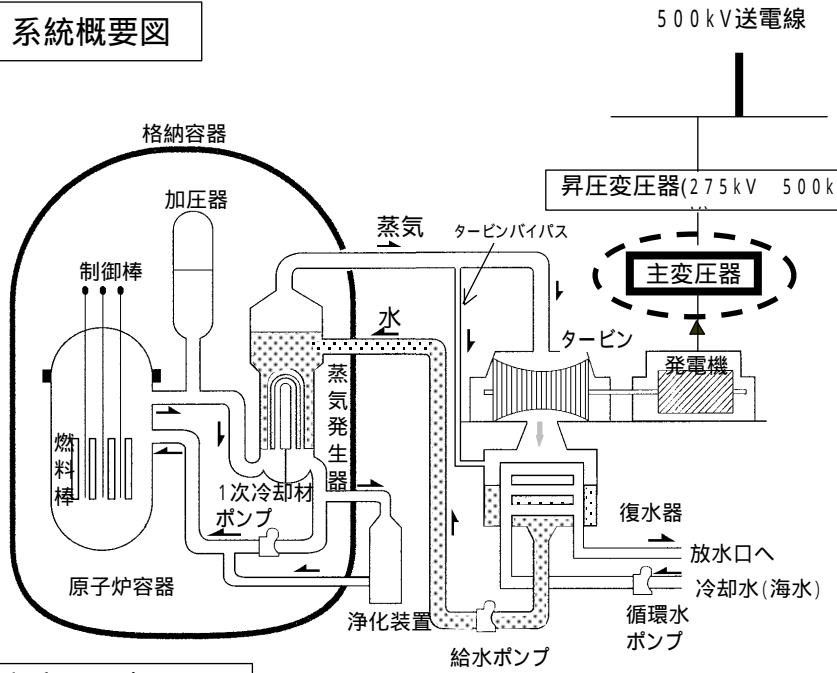 系統概要図
500kV送電線
格納容器
昇圧変圧器(275kV 500k
加圧器
蒸気
タービンバイパス
制御棒
主変圧器
水
タービン
発電機
蒸気発生器
燃料棒
1次冷却材
ポンプ
復水器
放水口へ
原子炉容器
冷却水(海水)
浄化装置
循環水
ポンプ
給水ポンプ